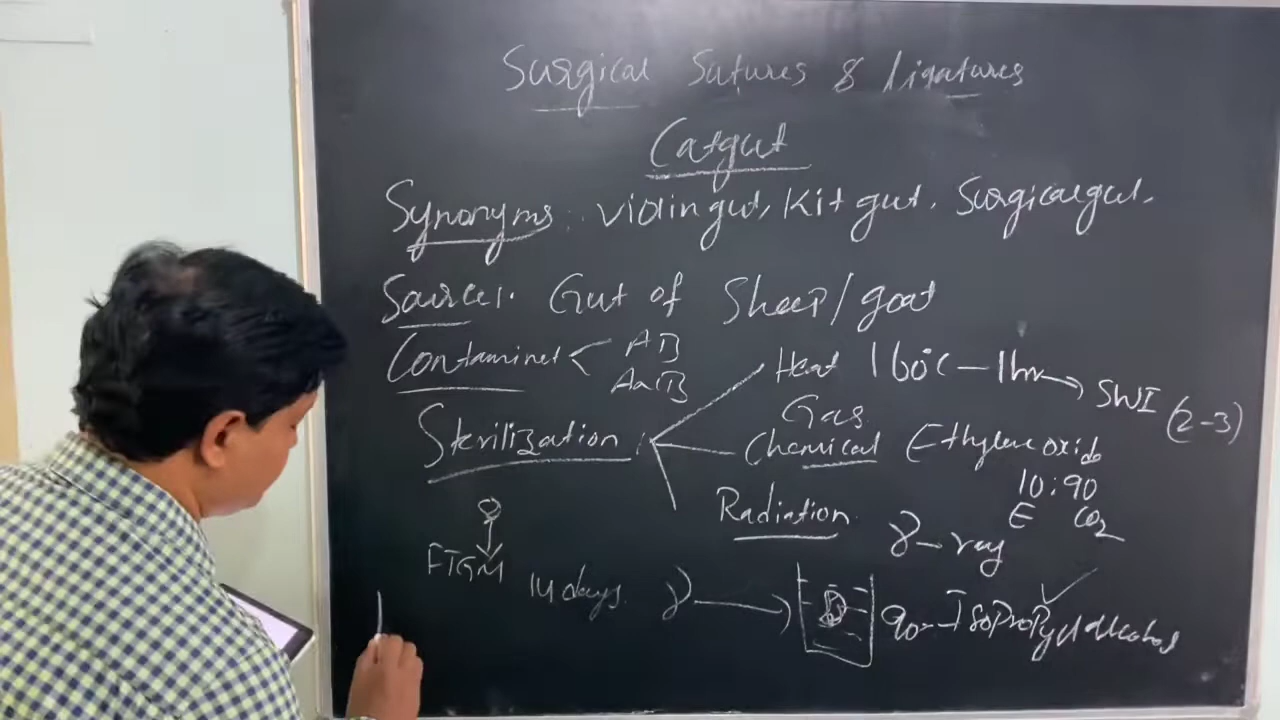 Surgical Sutures & Ligatures
Catgut
Synonyms: Violin gut, Kit gut, Surgical gut.
Source: Gut of Sheep/goat
Contaminet < AB
AnB
Sterilization
Heat 160°C – 1hr → SWI (2-3)
Gas
Chemical Ethylene oxide
10:90
E CO2
Radiation γ-ray
FTGM 14 days.
90- Isopropyl alcohol